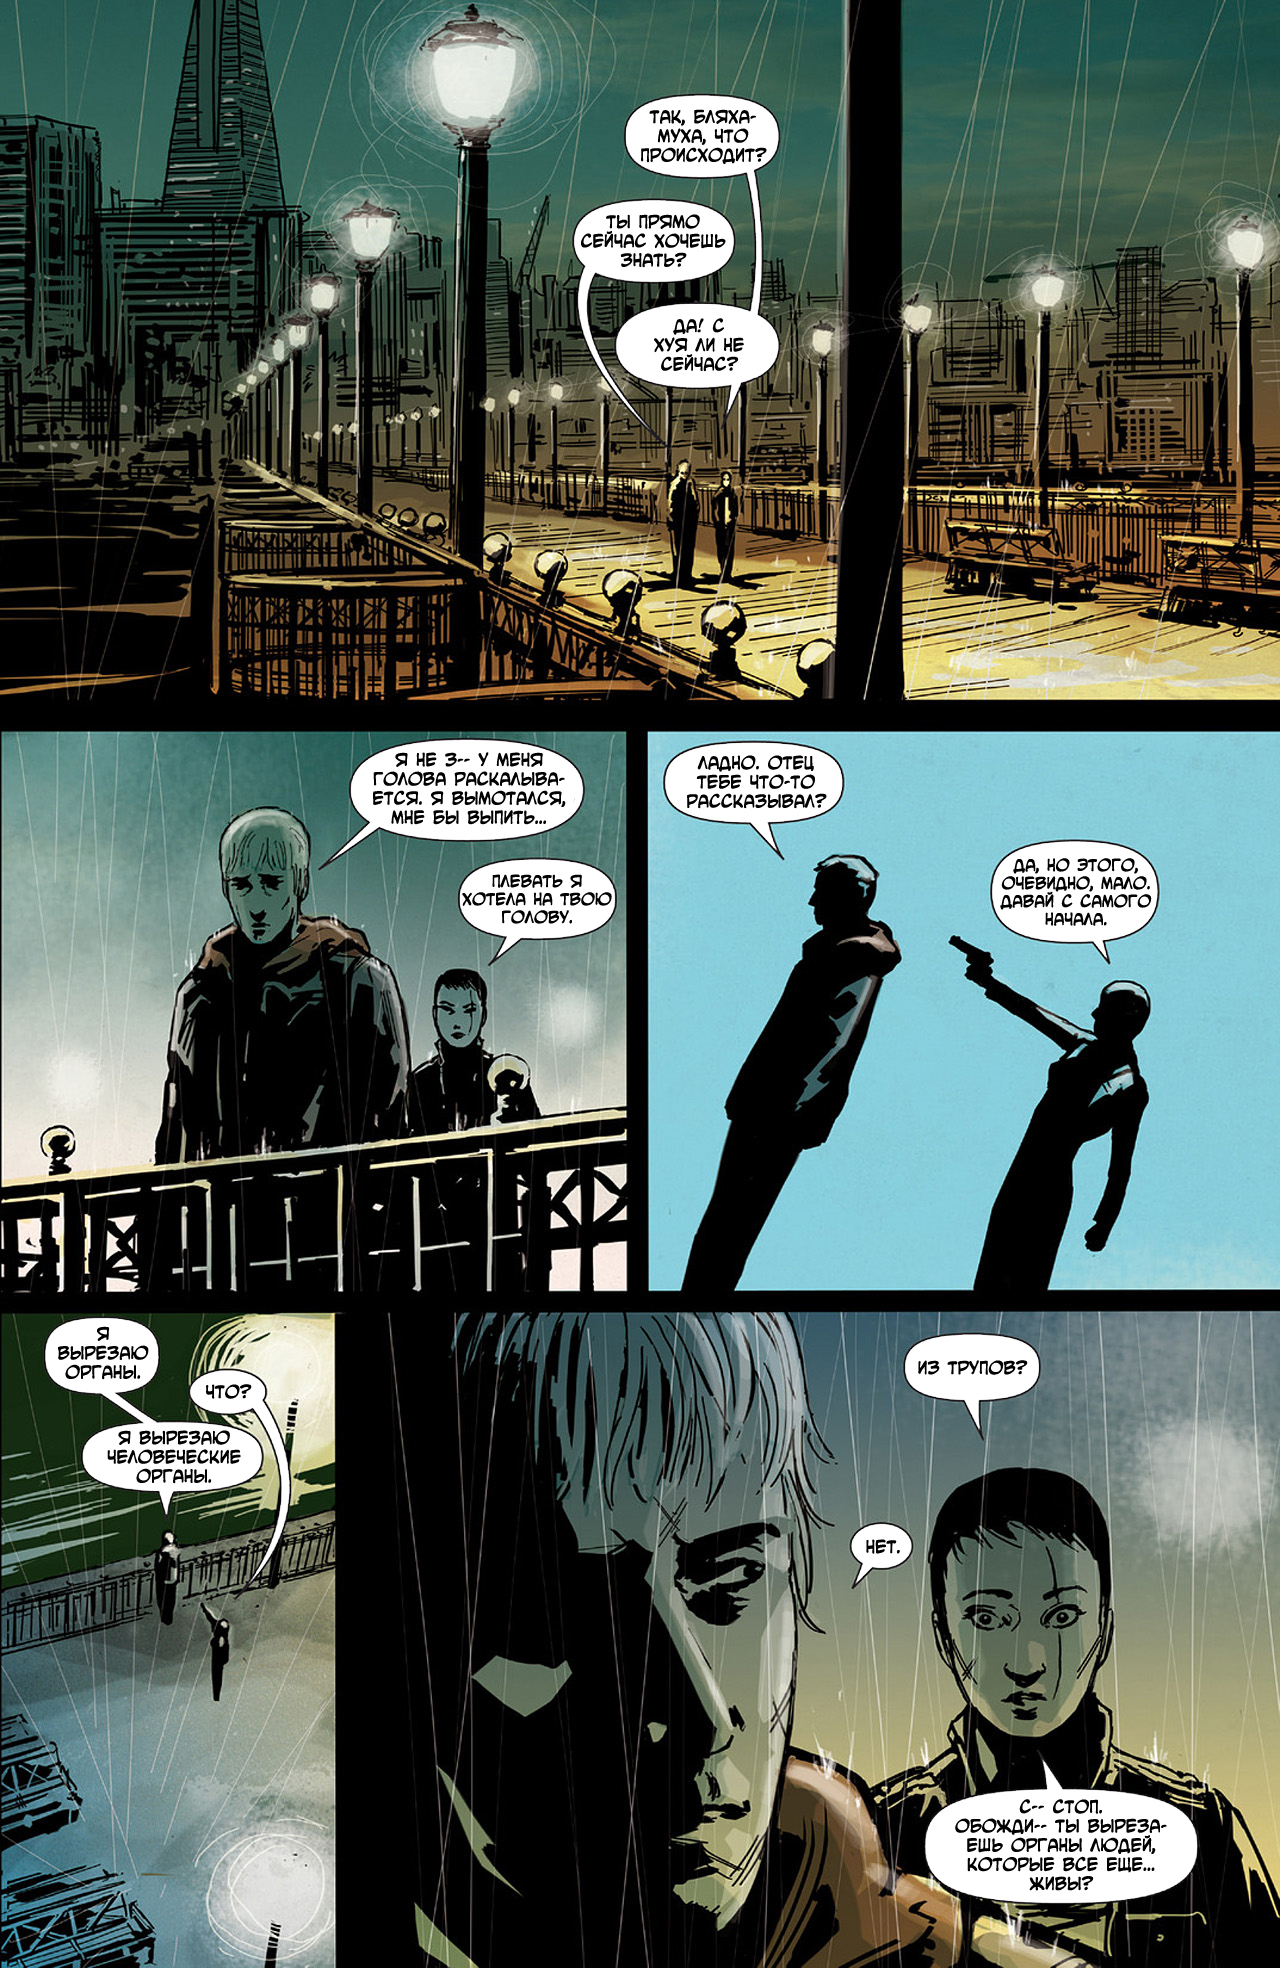 ТАК, БЛЯХА-
МУХА, ЧТО
ПРОИСХОДИТ?
ТЫ ПРЯМО
СЕЙЧАС ХОЧЕШЬ
ЗНАТЬ?
ДА! С
ХУЯ ЛИ НЕ
СЕЙЧАС?
Я НЕ З-- У МЕНЯ
ГОЛОВА РАСКАЛЫВА-
ЕТСЯ. Я ВЫМОТАЛСЯ,
МНЕ БЫ ВЫПИТЬ...
ПЛЕВАТЬ Я
ХОТЕЛА НА ТВОЮ
ГОЛОВУ.
ЛАДНО. ОТЕЦ
ТЕБЕ ЧТО-ТО
РАССКАЗЫВАЛ?
ДА, НО ЭТОГО,
ОЧЕВИДНО, МАЛО.
ДАВАЙ С САМОГО
НАЧАЛА.
Я
ВЫРЕЗАЮ
ОРГАНЫ.
ЧТО?
Я ВЫРЕЗАЮ
ЧЕЛОВЕЧЕСКИЕ
ОРГАНЫ.
ИЗ ТРУПОВ?
НЕТ.
С-- СТОП.
ОБОЖДИ-- ТЫ ВЫРЕЗА-
ЕШЬ ОРГАНЫ ЛЮДЕЙ,
КОТОРЫЕ ВСЕ ЕЩЕ...
ЖИВЫ?